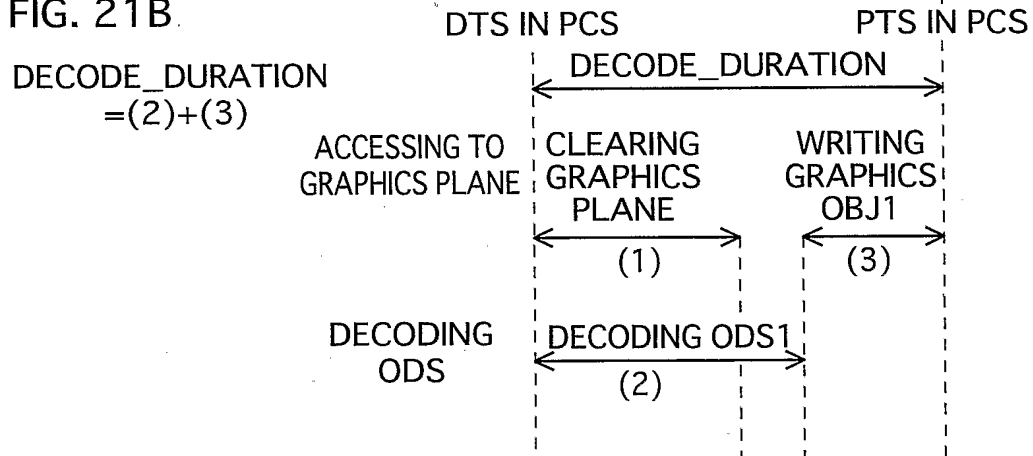 FIG. 21B
DTS IN PCS
PTS IN PCS
DECODE_DURATION
=(2)+(3)
DECODE_DURATION
ACCESSING TO
GRAPHICS PLANE
CLEARING
GRAPHICS
PLANE
(1)
WRITING
GRAPHICS
OBJ1
(3)
DECODING
ODS
DECODING ODS1
(2)